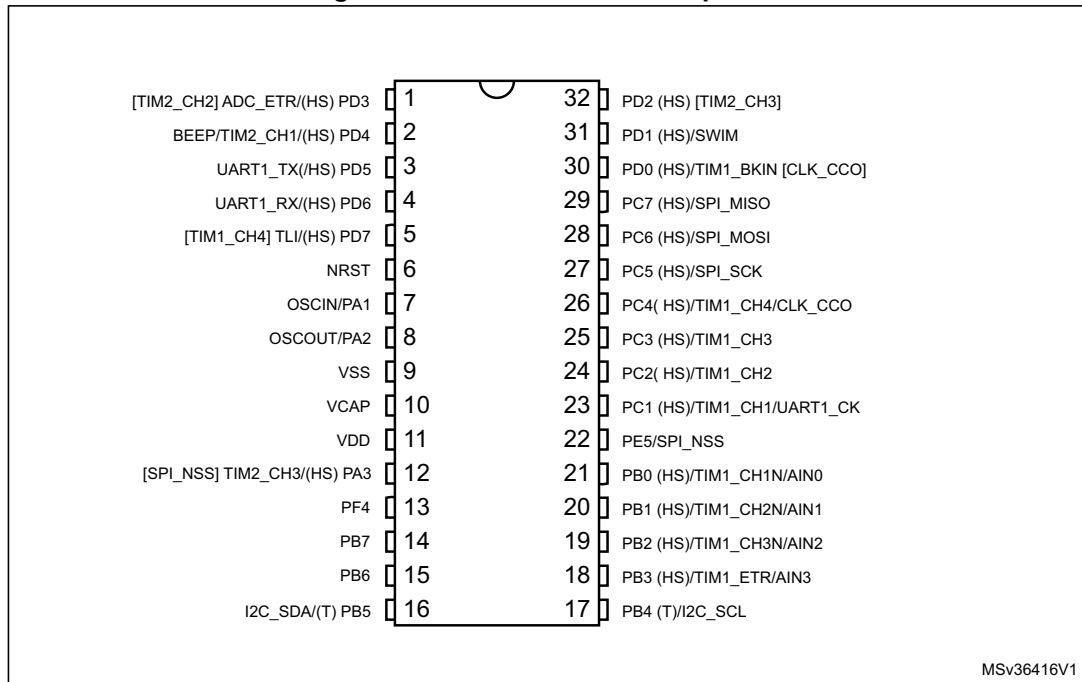 [TIM2_CH2] ADC_ETR/(HS) PD3 1 32 PD2 (HS) [TIM2_CH3]
BEEP/TIM2_CH1/(HS) PD4 2 31 PD1 (HS)/SWIM
UART1_TX(/HS) PD5 3 30 PD0 (HS)/TIM1_BKIN [CLK_CCO]
UART1_RX/(HS) PD6 4 29 PC7 (HS)/SPI_MISO
[TIM1_CH4] TLI/(HS) PD7 5 28 PC6 (HS)/SPI_MOSI
NRST 6 27 PC5 (HS)/SPI_SCK
OSCIN/PA1 7 26 PC4( HS)/TIM1_CH4/CLK_CCO
OSCOUT/PA2 8 25 PC3 (HS)/TIM1_CH3
VSS 9 24 PC2( HS)/TIM1_CH2
VCAP 10 23 PC1 (HS)/TIM1_CH1/UART1_CK
VDD 11 22 PE5/SPI_NSS
[SPI_NSS] TIM2_CH3/(HS) PA3 12 21 PB0 (HS)/TIM1_CH1N/AIN0
PF4 13 20 PB1 (HS)/TIM1_CH2N/AIN1
PB7 14 19 PB2 (HS)/TIM1_CH3N/AIN2
PB6 15 18 PB3 (HS)/TIM1_ETR/AIN3
I2C_SDA/(T) PB5 16 17 PB4 (T)/I2C_SCL
MSv36416V1